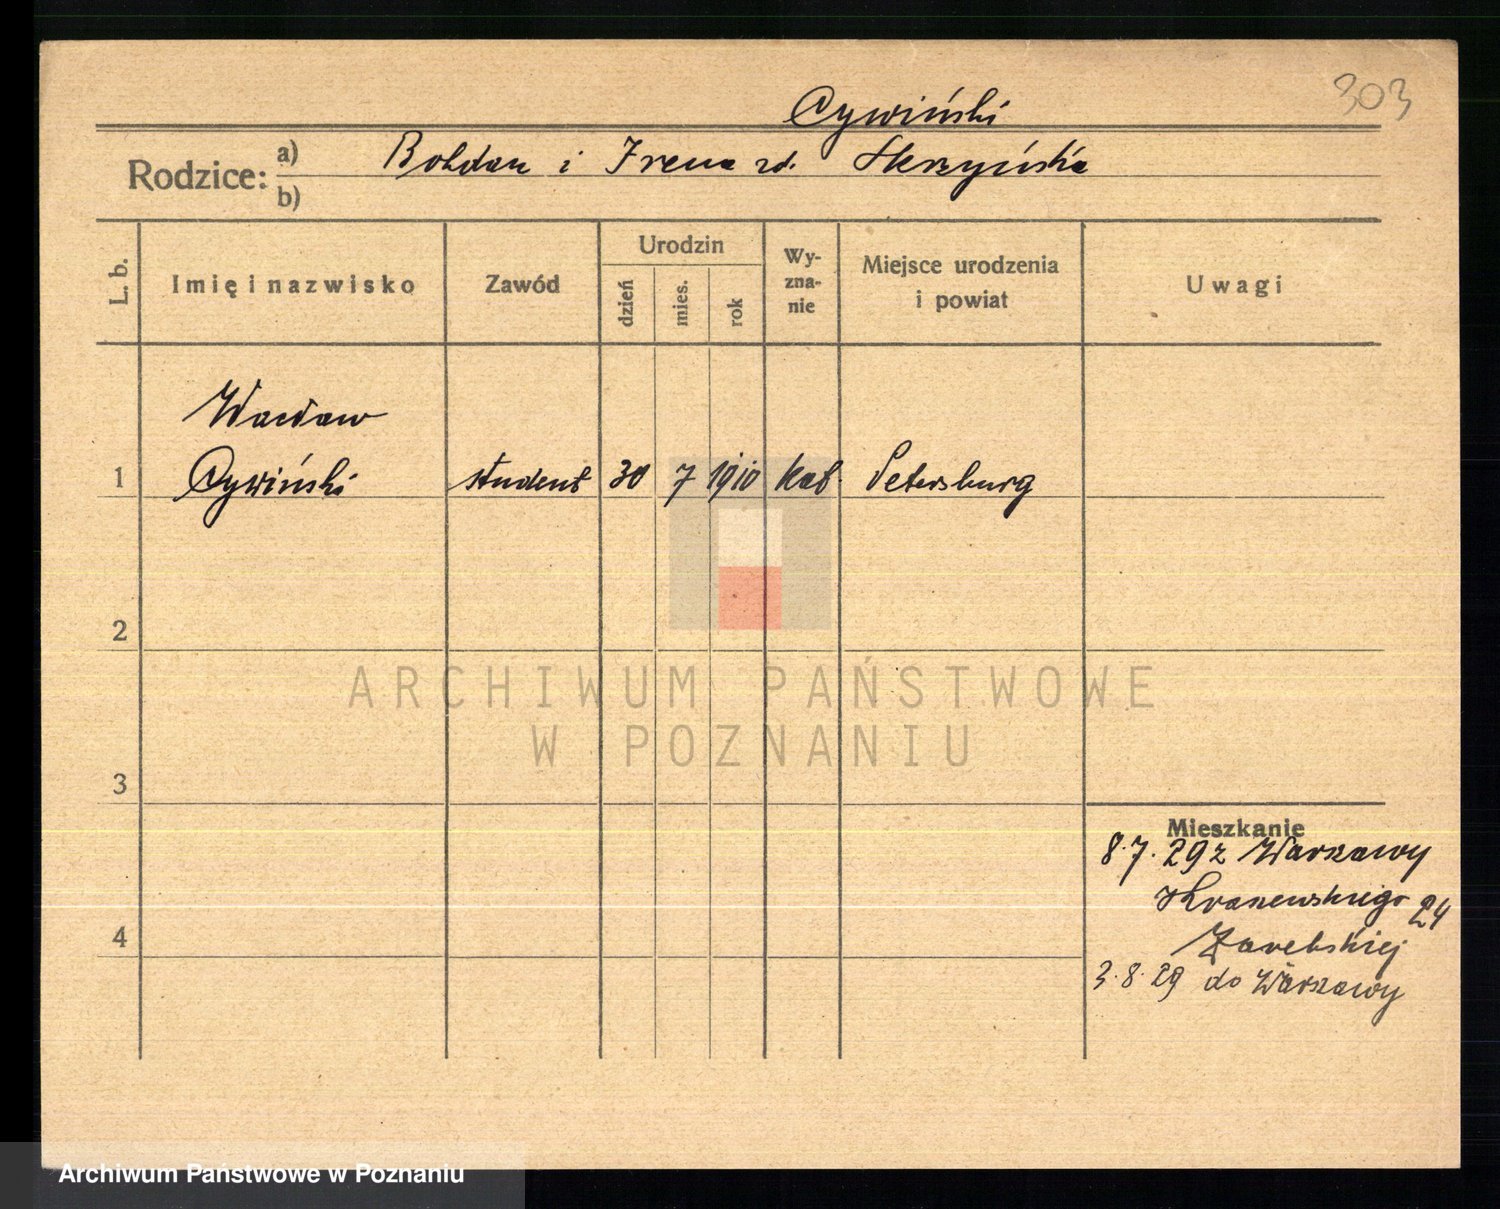 303
Cywiński
Rodzice: a) Bohdan i Irena zd.
b)
L. b.
Imię i nazwisko
Zawód
Urodzin
dzień
mies.
rok
Wy-
zna-
nie
Miejsce urodzenia
i powiat
Uwagi
Wacław
1 Cywiński student 30 7 1910 kat. Petersburg
2
ARCHIWUM PAŃSTWOWE
W POZNANIU
3
Mieszkanie
8.7.29 z Warszawy
Kraszewskiego 24
3.8.29 do Warszawy
4
Archiwum Państwowe w Poznaniu